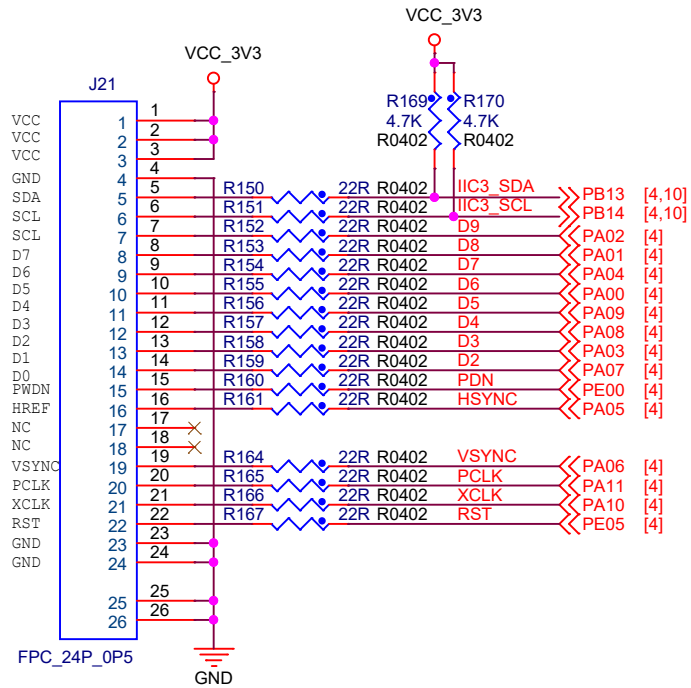 VCC_3V3
VCC_3V3
J21
R169 R170
4.7K 4.7K
R0402 R0402
VCC 1 1
VCC 2 2
VCC 3 3
GND 4 4
SDA 5 5 R150 22R R0402 IIC3_SDA PB13 [4,10]
SCL 6 6 R151 22R R0402 IIC3_SCL PB14 [4,10]
SCL 7 7 R152 22R R0402 D9 PA02 [4]
D7 8 8 R153 22R R0402 D8 PA01 [4]
D6 9 9 R154 22R R0402 D7 PA04 [4]
D5 10 10 R155 22R R0402 D6 PA00 [4]
D4 11 11 R156 22R R0402 D5 PA09 [4]
D3 12 12 R157 22R R0402 D4 PA08 [4]
D2 13 13 R158 22R R0402 D3 PA03 [4]
D1 14 14 R159 22R R0402 D2 PA07 [4]
D0
PWDN 15 15 R160 22R R0402 PDN PE00 [4]
HREF 16 16 R161 22R R0402 HSYNC PA05 [4]
NC 17 17
NC 18 18
VSYNC 19 19 R164 22R R0402 VSYNC PA06 [4]
PCLK 20 20 R165 22R R0402 PCLK PA11 [4]
XCLK 21 21 R166 22R R0402 XCLK PA10 [4]
RST 22 22 R167 22R R0402 RST PE05 [4]
GND 23 23
GND 24 24
25 25
26 26
FPC_24P_0P5
GND